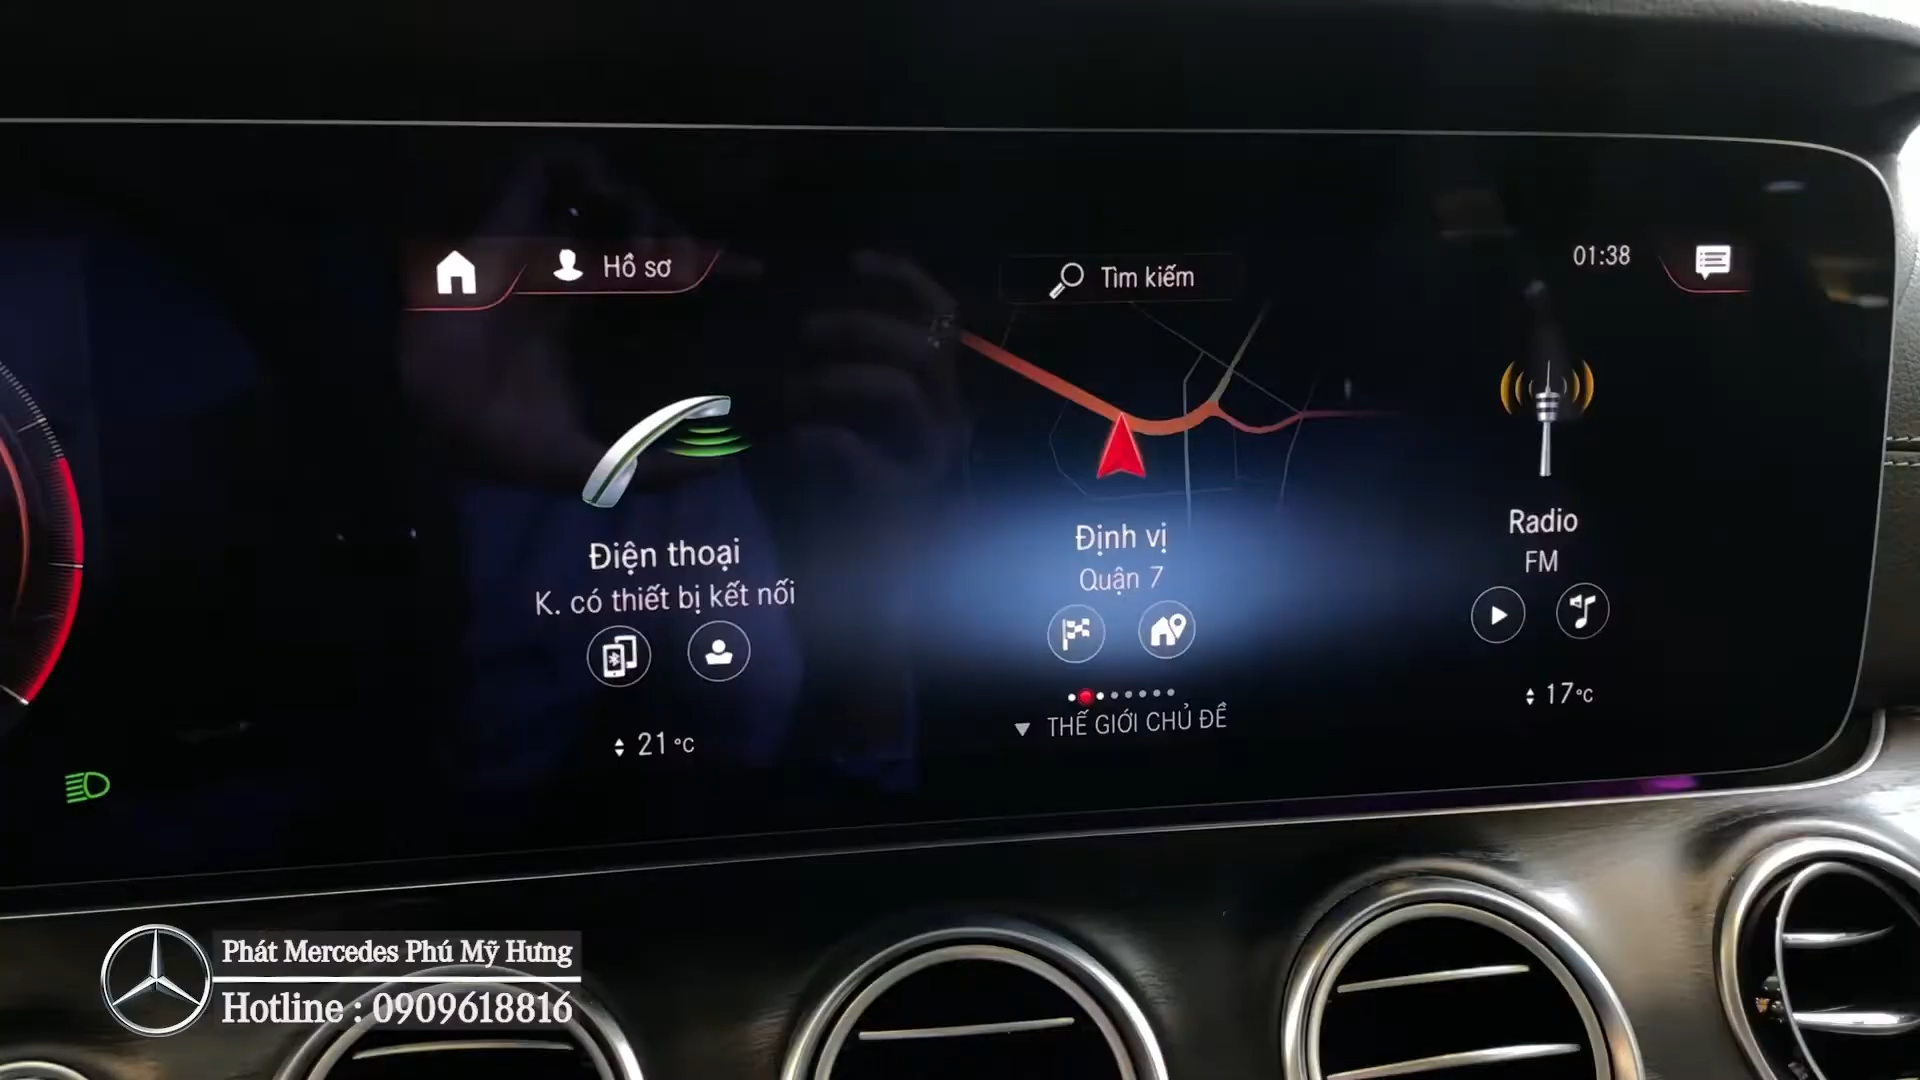 Hồ sơ
Tìm kiếm
01:38
Điện thoại
K. có thiết bị kết nối
Định vị
Quận 7
Radio
FM
THẾ GIỚI CHỦ ĐỀ
21°C
17°C
Phát Mercedes Phú Mỹ Hưng
Hotline : 0909618816